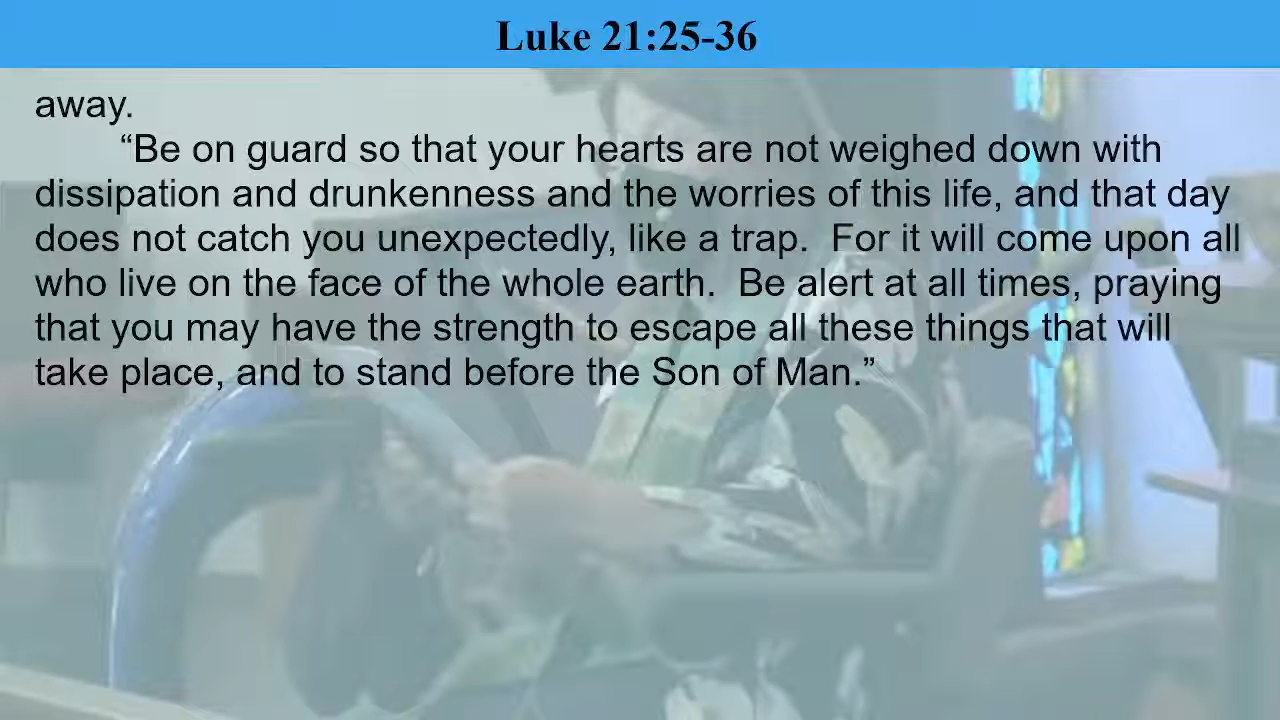 Luke 21:25-36
away.
“Be on guard so that your hearts are not weighed down with
dissipation and drunkenness and the worries of this life, and that day
does not catch you unexpectedly, like a trap.  For it will come upon all
who live on the face of the whole earth.  Be alert at all times, praying
that you may have the strength to escape all these things that will
take place, and to stand before the Son of Man.”